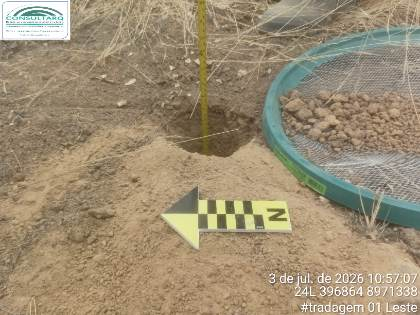 CONSULTARQ
N
3 de jul. de 2026 10:57:07
24L 396864 8971338
#tradagem 01 Leste